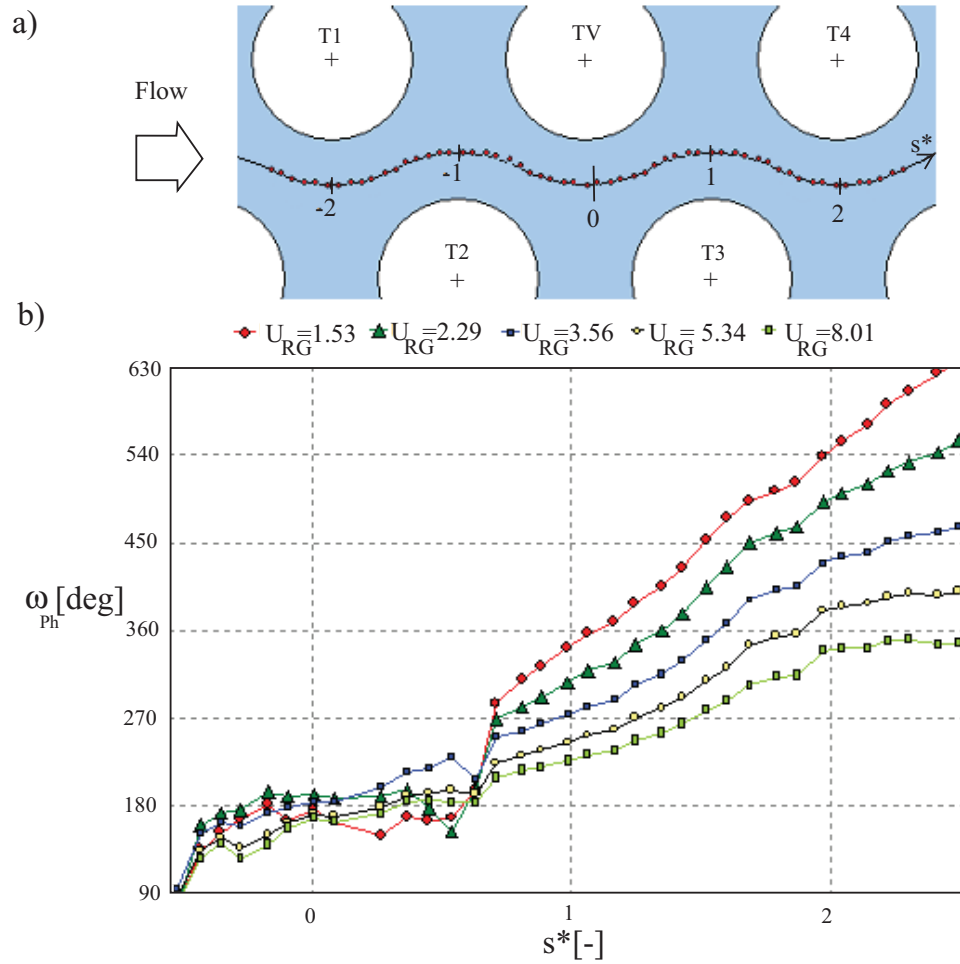 a)
T1 TV T4
Flow
s*
-2 -1 0 1 2
T2 T3
b)
U_RG=1.53 U_RG=2.29 U_RG=3.56 U_RG=5.34 U_RG=8.01
630
540
450
360
270
180
90
ω_Ph[deg]
0 1 2
s*[-]